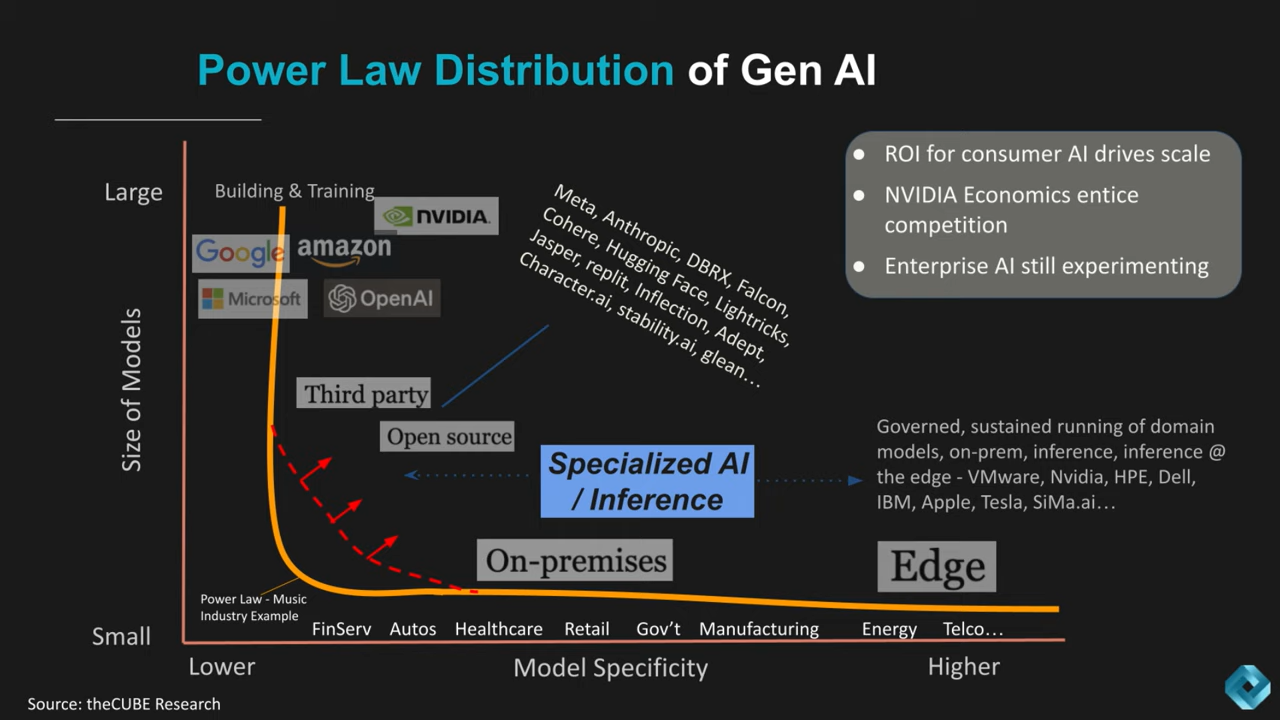 Power Law Distribution of Gen AI
Large
Building & Training
NVIDIA.
Google
amazon
Microsoft
OpenAI
Meta, Anthropic, DBRX, Falcon,
Cohere, Hugging Face, Lightricks,
Jasper, replit, Inflection, Adept,
Character.ai, stability.ai, glean...
● ROI for consumer AI drives scale
● NVIDIA Economics entice
competition
● Enterprise AI still experimenting
Size of Models
Third party
Open source
Specialized AI
/ Inference
Governed, sustained running of domain
models, on-prem, inference, inference @
the edge - VMware, Nvidia, HPE, Dell,
IBM, Apple, Tesla, SiMa.ai...
On-premises
Edge
Power Law - Music
Industry Example
Small
FinServ Autos Healthcare Retail Gov't Manufacturing Energy Telco...
Lower
Model Specificity
Higher
Source: theCUBE Research